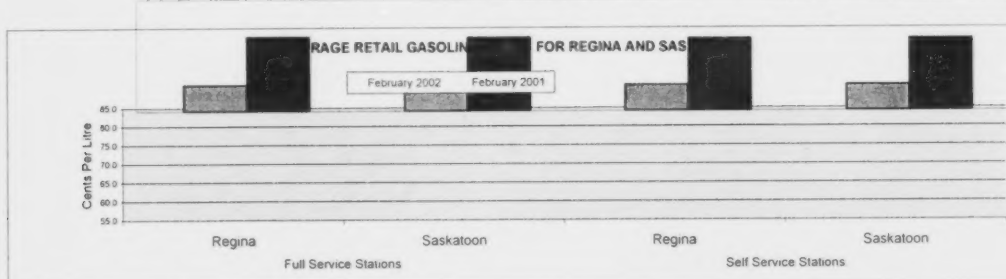 RAGE RETAIL GASOLIN FOR REGINA AND SAS
February 2002 February 2001
Cents Per Litre
85.0
80.0
75.0
70.0
65.0
60.0
55.0
Regina Saskatoon Regina Saskatoon
Full Service Stations Self Service Stations